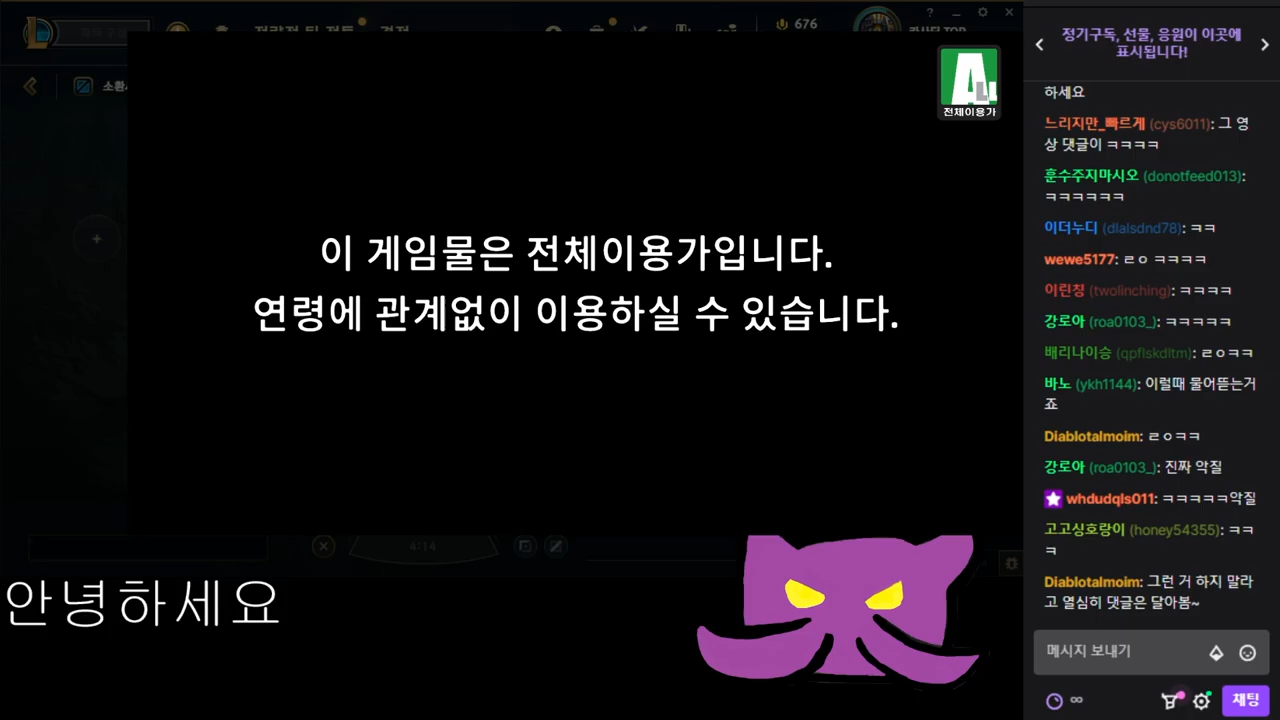 전략적 팀 전투
676
전체이용가
이 게임물은 전체이용가입니다.
연령에 관계없이 이용하실 수 있습니다.
4:14
안녕하세요
정기구독, 선물, 응원이 이곳에
표시됩니다!
하세요
느리지만_빠르게 (cys6011): 그 영
상 댓글이 ㅋㅋㅋㅋ
훈수주지마시오 (donotfeed013):
ㅋㅋㅋㅋㅋㅋ
이더누디 (dlalsdnd78): ㅋㅋ
wewe5177: ㄹㅇ ㅋㅋㅋㅋ
이린칭 (twolinching): ㅋㅋㅋㅋ
강로아 (roa0103_): ㅋㅋㅋㅋㅋ
배리나이승 (qpflskdltm): ㄹㅇㅋㅋ
바노 (ykh1144): 이럴때 물어뜯는거
죠
Diablotalmoim: ㄹㅇㅋㅋ
강로아 (roa0103_): 진짜 악질
whdudqls011: ㅋㅋㅋㅋㅋ악질
고고싱호랑이 (honey54355): ㅋㅋ
ㅋ
Diablotalmoim: 그런 거 하지 말라
고 열심히 댓글은 달아봄~
메시지 보내기
채팅